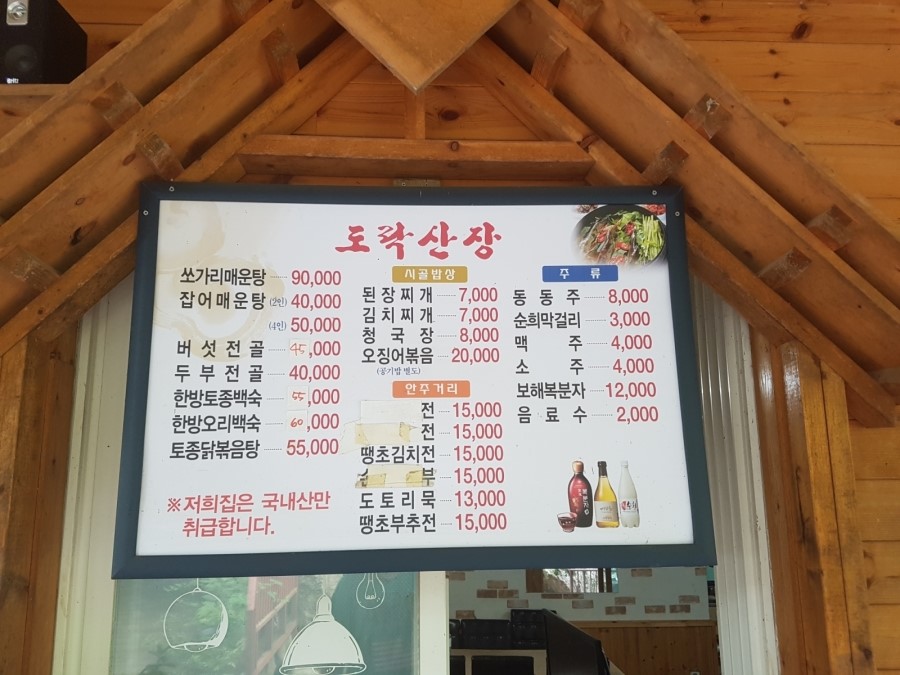 도락산장
쏘가리매운탕 90,000
잡어매운탕 (2인) 40,000
(4인) 50,000
버섯전골 45,000
두부전골 40,000
한방토종백숙 55,000
한방오리백숙 60,000
토종닭볶음탕 55,000
※저희집은 국내산만
취급합니다.
시골밥상
된장찌개 7,000
김치찌개 7,000
청국장 8,000
오징어볶음 20,000
(공기밥 별도)
안주거리
전 15,000
전 15,000
땡초김치전 15,000
부 15,000
도토리묵 13,000
땡초부추전 15,000
주류
동동주 8,000
순희막걸리 3,000
맥주 4,000
소주 4,000
보해복분자 12,000
음료수 2,000